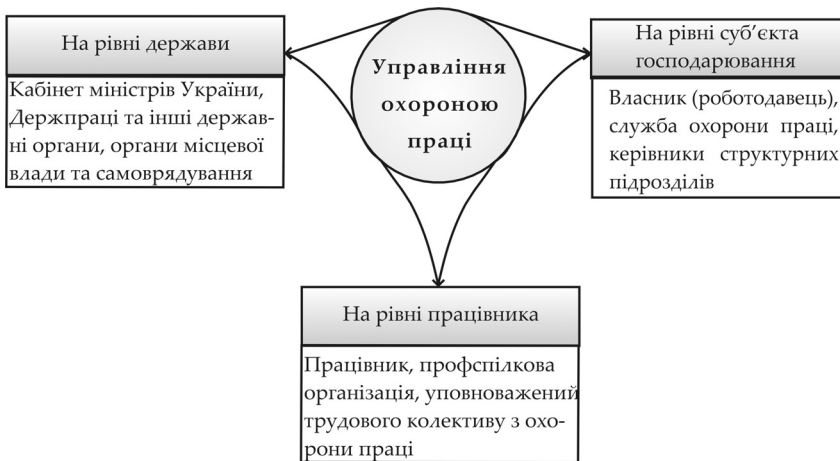 На рівні держави
Кабінет міністрів України,
Держпраці та інші держав-
ні органи, органи місцевої
влади та самоврядування
Управління
охороною
праці
На рівні суб’єкта
господарювання
Власник (роботодавець),
служба охорони праці,
керівники структурних
підрозділів
На рівні працівника
Працівник, профспілкова
організація, уповноважений
трудового колективу з охо-
рони праці